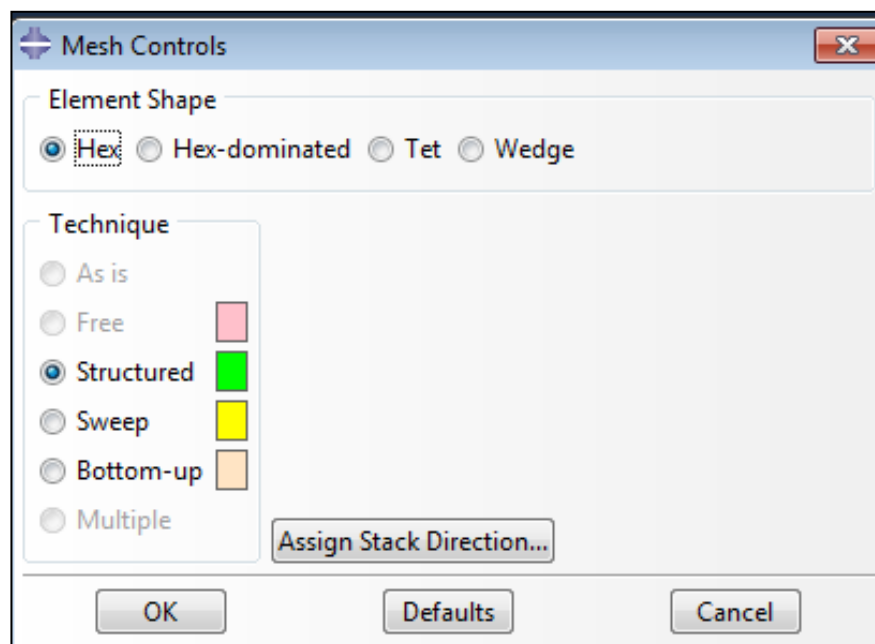 Mesh Controls
Element Shape
Hex Hex-dominated Tet Wedge
Technique
As is
Free
Structured
Sweep
Bottom-up
Multiple
Assign Stack Direction...
OK Defaults Cancel